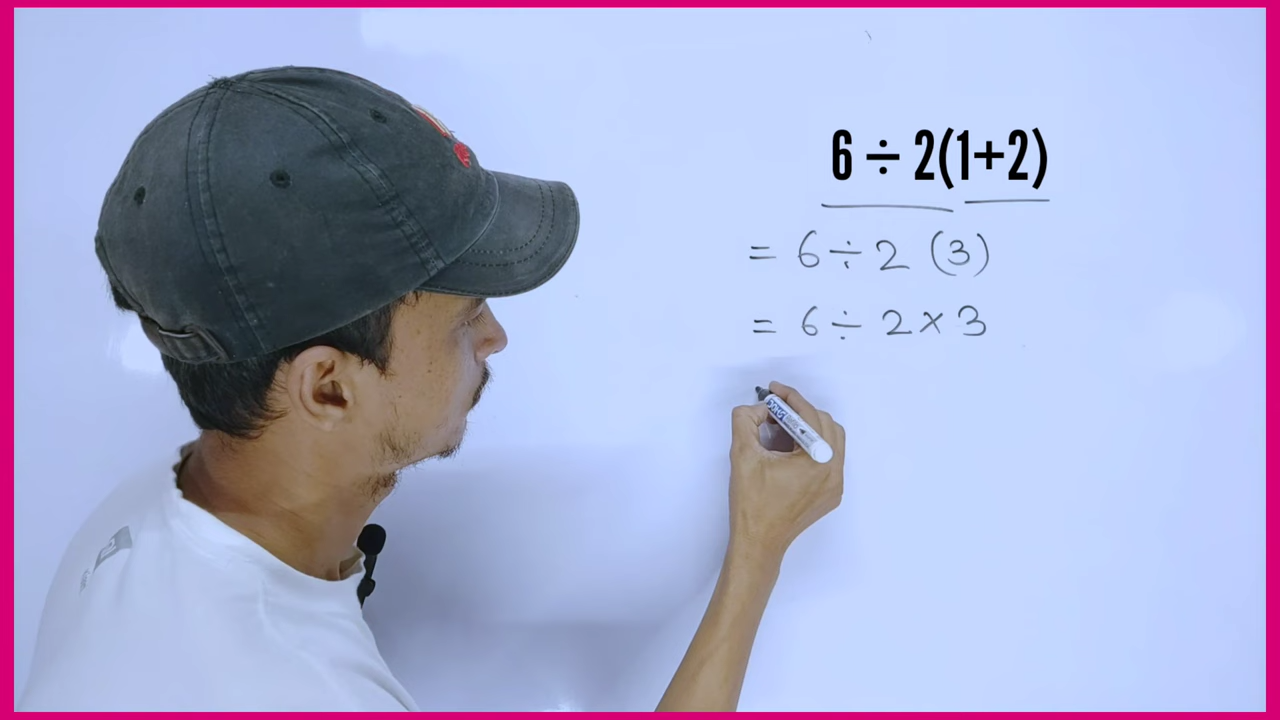 6 ÷ 2(1+2)
= 6 ÷ 2 (3)
= 6 ÷ 2 × 3